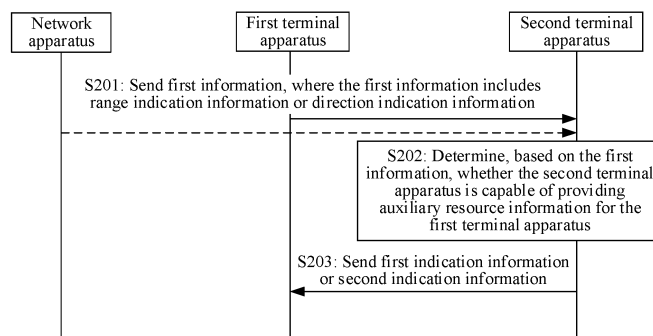 Network
apparatus
First terminal
apparatus
Second terminal
apparatus
S201: Send first information, where the first information includes
range indication information or direction indication information
S202: Determine, based on the first
information, whether the second terminal
apparatus is capable of providing
auxiliary resource information for the
first terminal apparatus
S203: Send first indication information
or second indication information